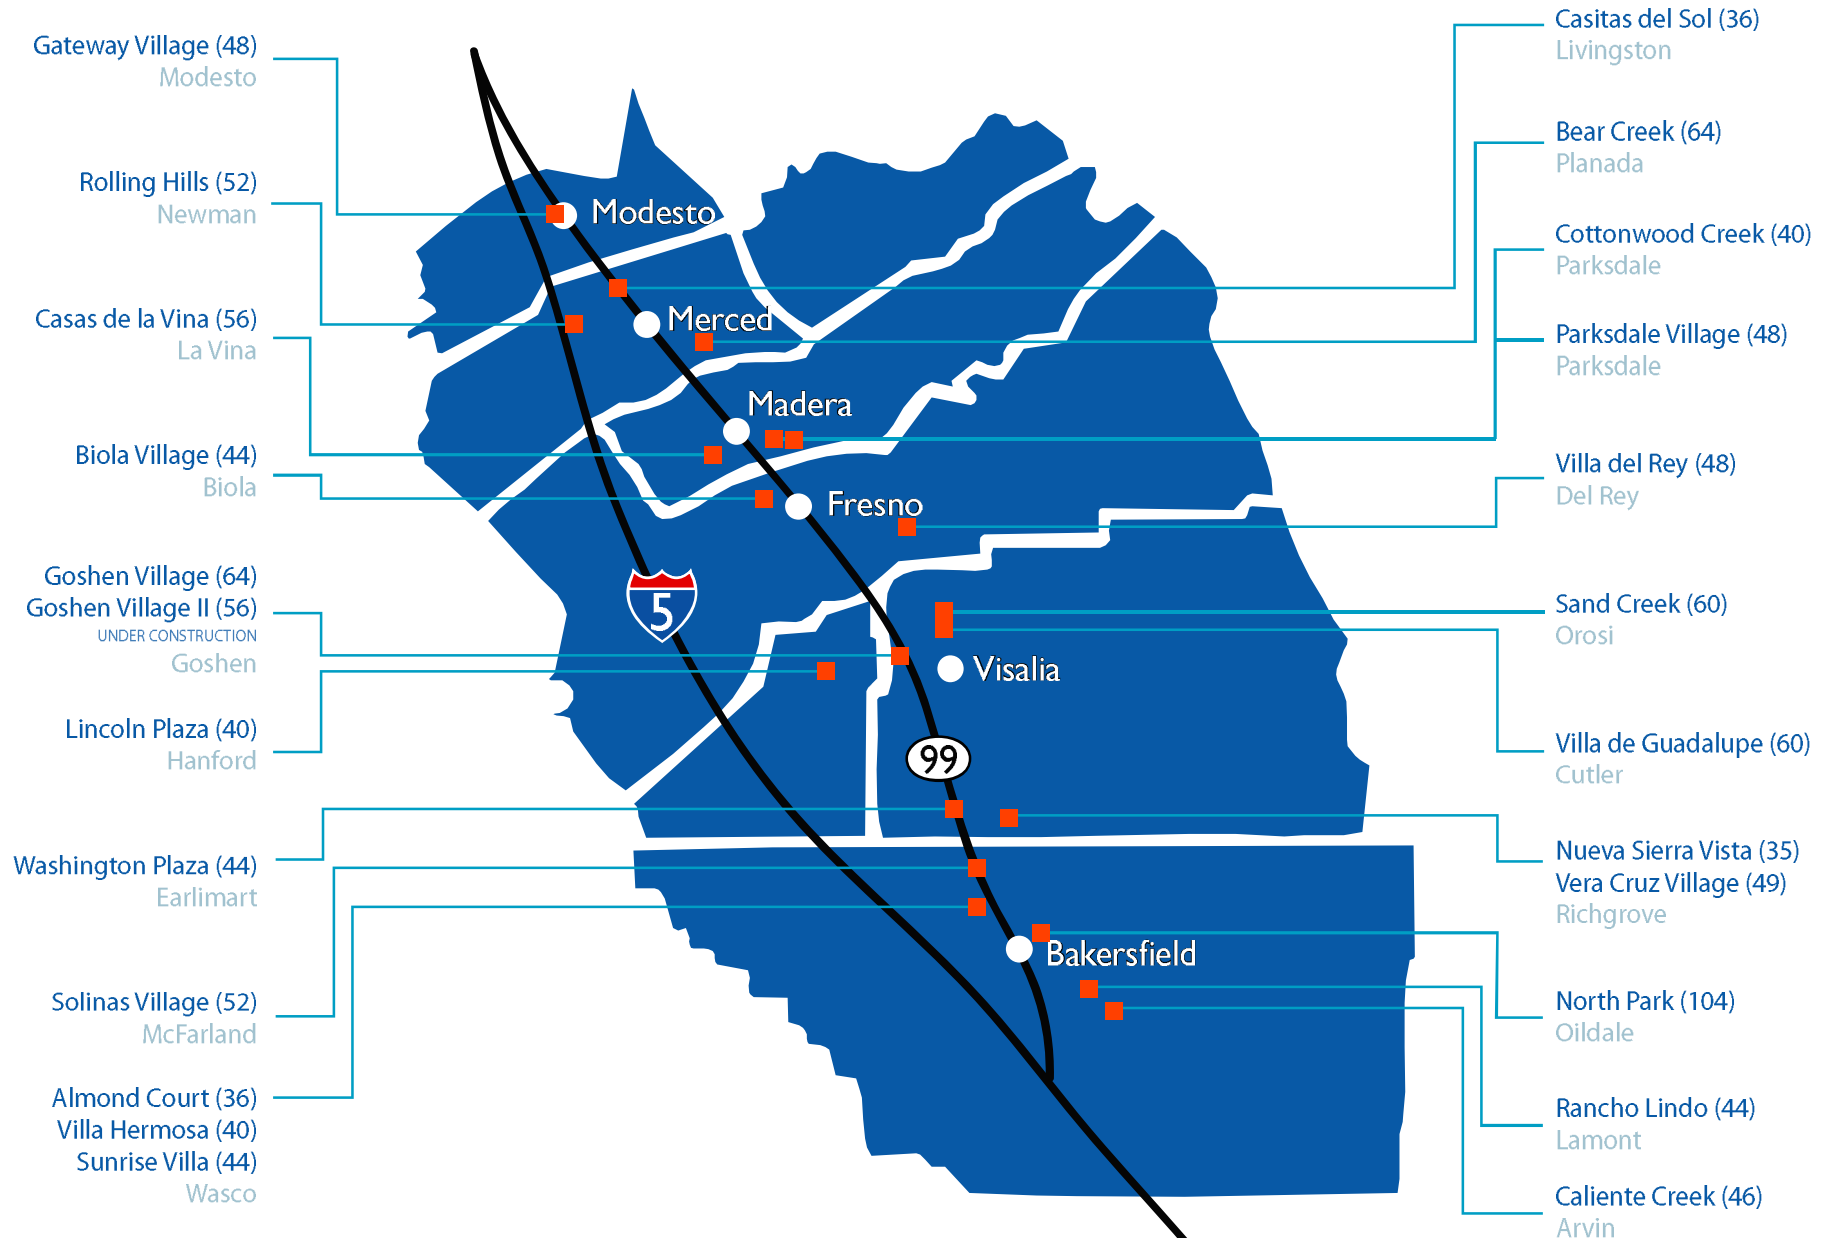 Gateway Village (48)
Modesto
Rolling Hills (52)
Newman
Casas de la Vina (56)
La Vina
Biola Village (44)
Biola
Goshen Village (64)
Goshen Village II (56)
UNDER CONSTRUCTION
Goshen
Lincoln Plaza (40)
Hanford
Washington Plaza (44)
Earlimart
Solinas Village (52)
McFarland
Almond Court (36)
Villa Hermosa (40)
Sunrise Villa (44)
Wasco
Modesto
Merced
Madera
Fresno
5
Visalia
99
Bakersfield
Casitas del Sol (36)
Livingston
Bear Creek (64)
Planada
Cottonwood Creek (40)
Parksdale
Parksdale Village (48)
Parksdale
Villa del Rey (48)
Del Rey
Sand Creek (60)
Orosi
Villa de Guadalupe (60)
Cutler
Nueva Sierra Vista (35)
Vera Cruz Village (49)
Richgrove
North Park (104)
Oildale
Rancho Lindo (44)
Lamont
Caliente Creek (46)
Arvin